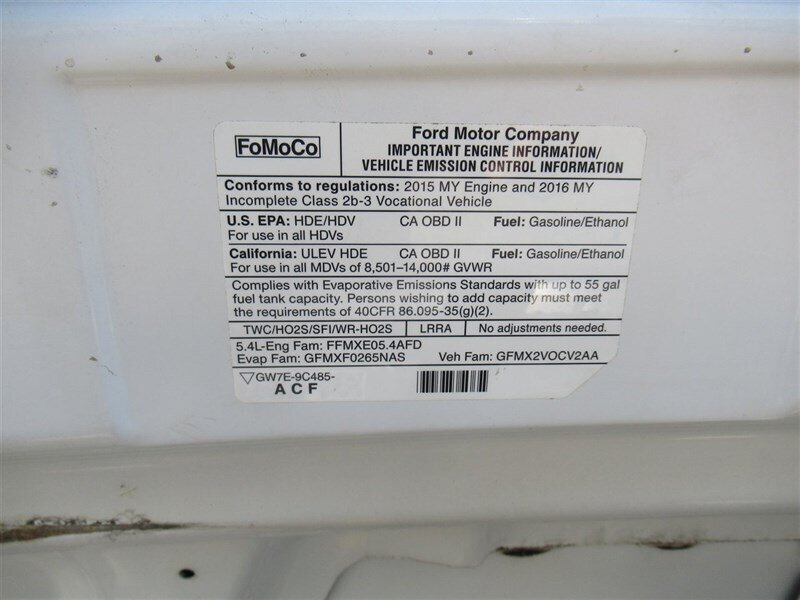 FoMoCo
Ford Motor Company
IMPORTANT ENGINE INFORMATION/
VEHICLE EMISSION CONTROL INFORMATION
Conforms to regulations: 2015 MY Engine and 2016 MY
Incomplete Class 2b-3 Vocational Vehicle
U.S. EPA: HDE/HDV CA OBD II Fuel: Gasoline/Ethanol
For use in all HDVs
California: ULEV HDE CA OBD II Fuel: Gasoline/Ethanol
For use in all MDVs of 8,501–14,000# GVWR
Complies with Evaporative Emissions Standards with up to 55 gal
fuel tank capacity. Persons wishing to add capacity must meet
the requirements of 40CFR 86.095-35(g)(2).
TWC/HO2S/SFI/WR-HO2S LRRA No adjustments needed.
5.4L-Eng Fam: FFMXE05.4AFD
Evap Fam: GFMXF0265NAS Veh Fam: GFMX2VOCV2AA
GW7E-9C485-
A C F